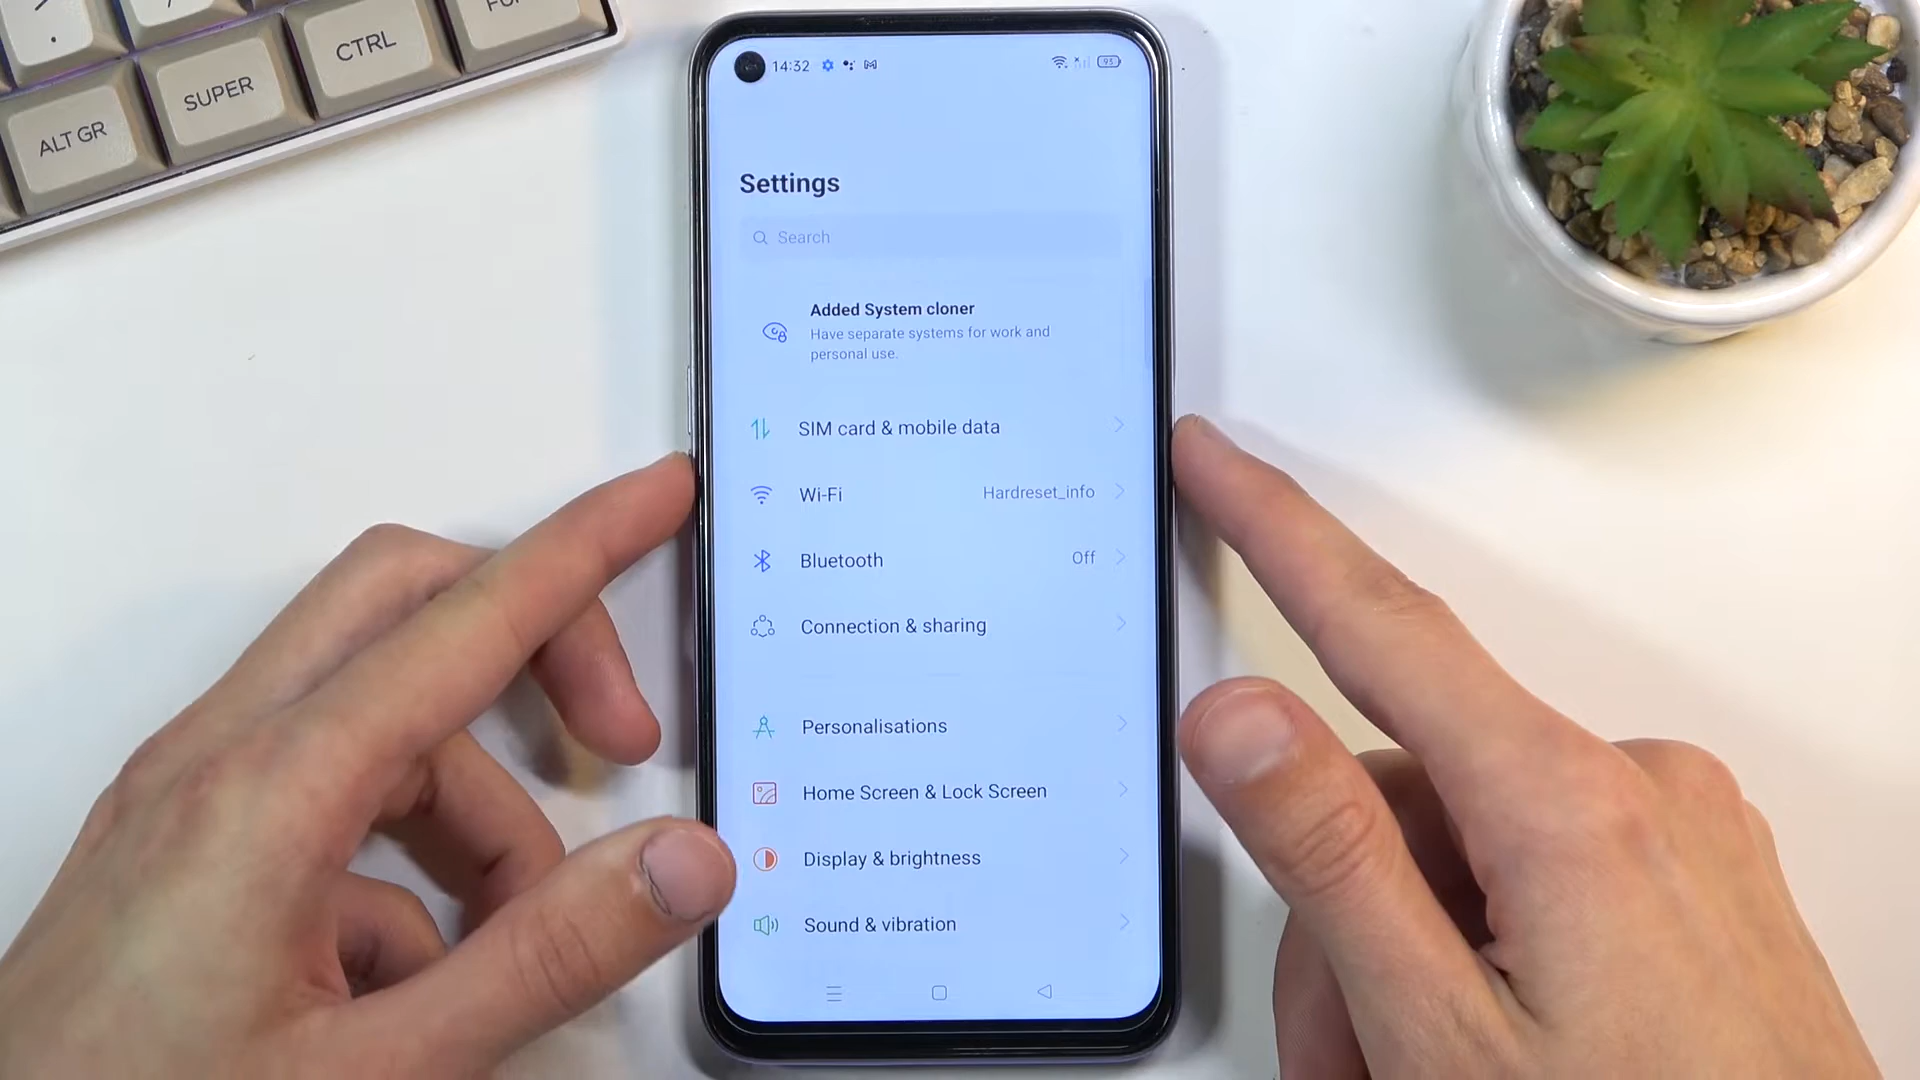 CTRL
SUPER
ALT GR
14:32
93
Settings
Search
Added System cloner
Have separate systems for work and
personal use.
SIM card & mobile data
Wi-Fi
Hardreset_info
Bluetooth
Off
Connection & sharing
Personalisations
Home Screen & Lock Screen
Display & brightness
Sound & vibration